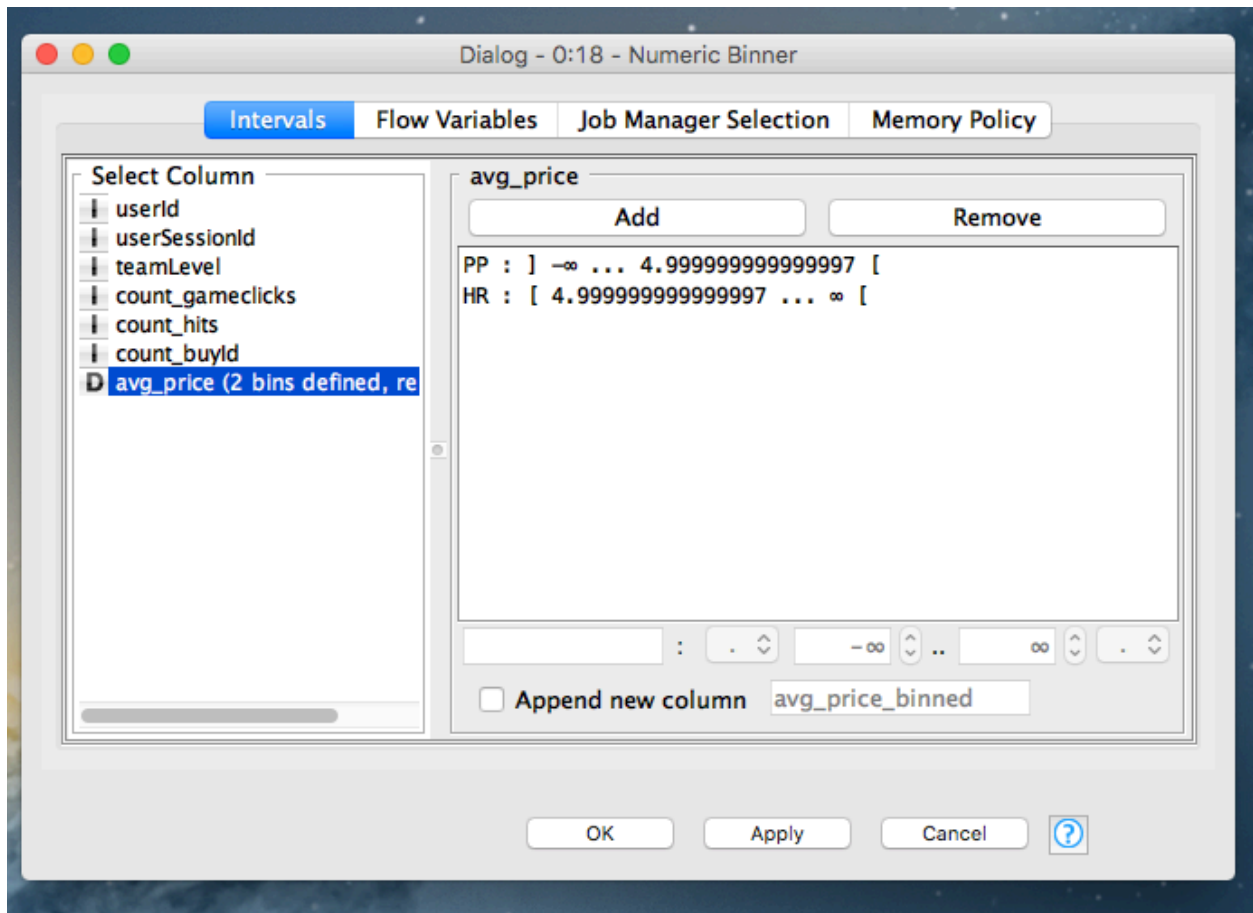 Dialog - 0:18 - Numeric Binner
Intervals Flow Variables Job Manager Selection Memory Policy
Select Column
I userId
I userSessionId
I teamLevel
I count_gameclicks
I count_hits
I count_buyId
D avg_price (2 bins defined, re
avg_price
Add Remove
PP : ] -∞ ... 4.999999999999997 [
HR : [ 4.999999999999997 ... ∞ [
: . -∞ .. ∞ .
Append new column avg_price_binned
OK Apply Cancel ?